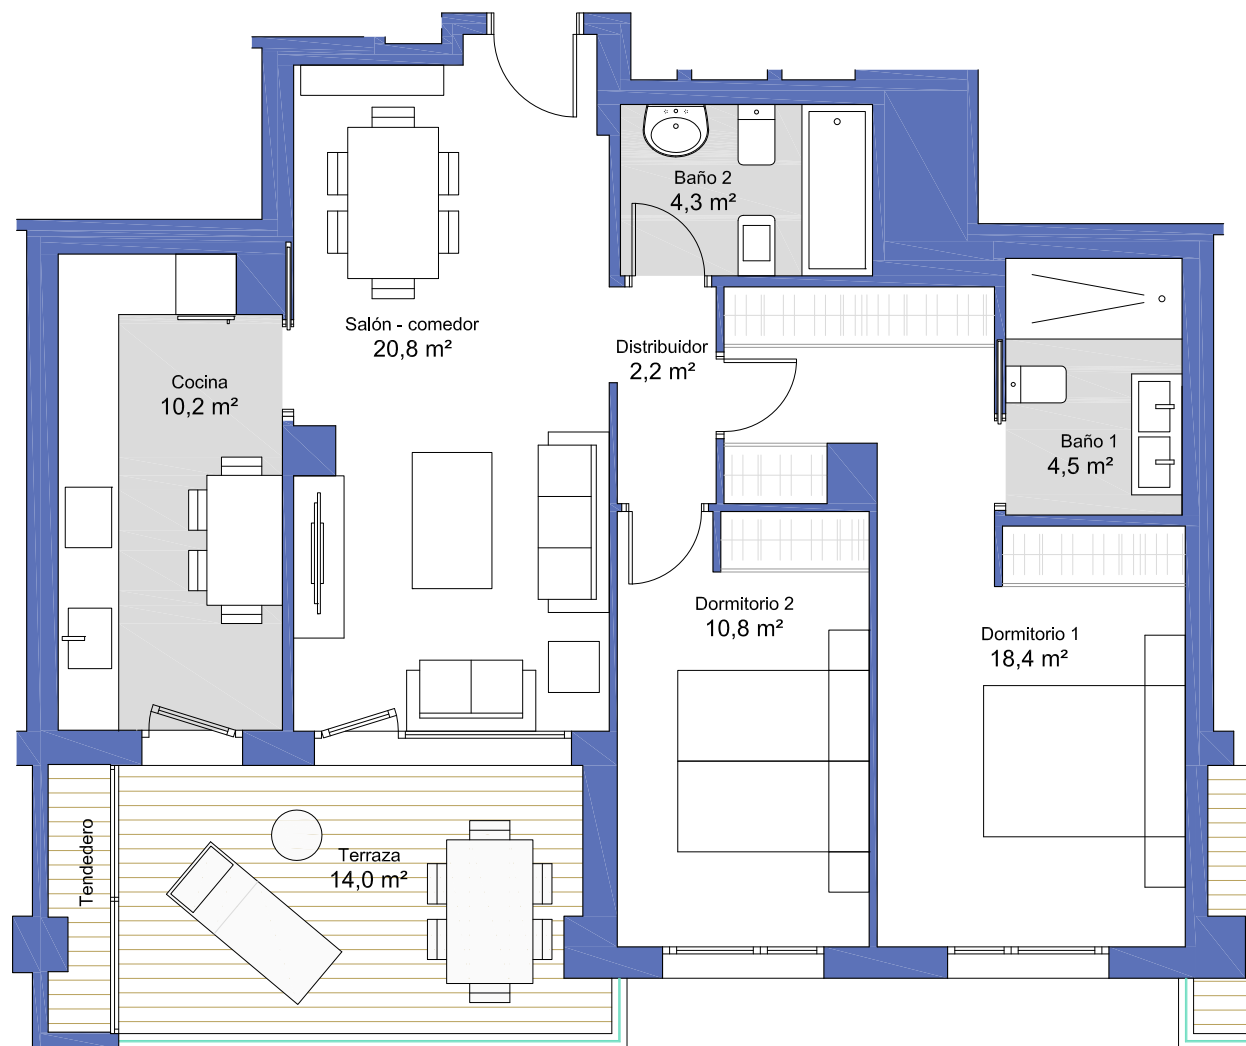 Baño 2
4,3 m²
Salón - comedor
20,8 m²
Distribuidor
2,2 m²
Cocina
10,2 m²
Baño 1
4,5 m²
Dormitorio 2
10,8 m²
Dormitorio 1
18,4 m²
Tendedero
Terraza
14,0 m²